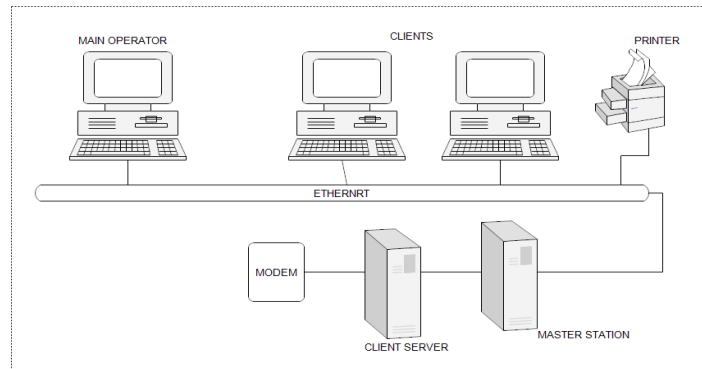 MAIN OPERATOR
CLIENTS
PRINTER
ETHERNRT
MODEM
CLIENT SERVER
MASTER STATION